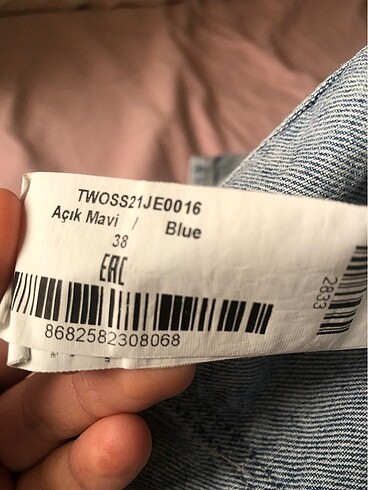 TWOSS21JE0016
Açık Mavi / Blue
38
EAC
8682582308068
2833